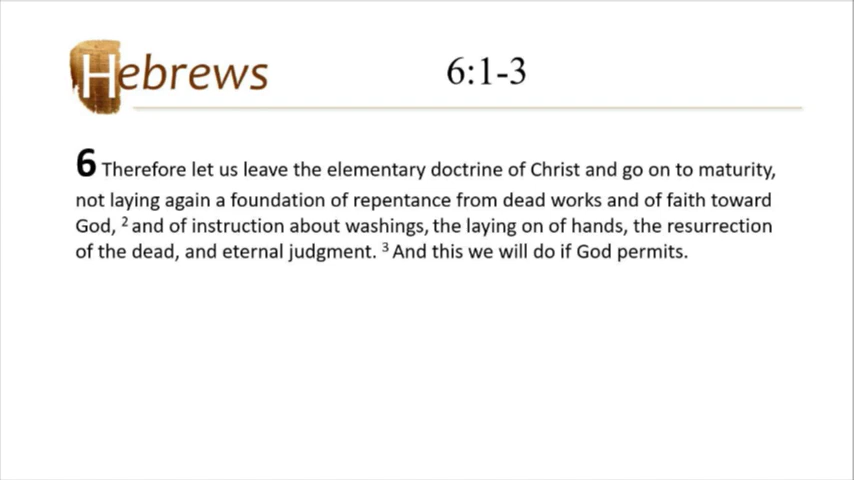 Hebrews
6:1-3
6 Therefore let us leave the elementary doctrine of Christ and go on to maturity,
not laying again a foundation of repentance from dead works and of faith toward
God, 2 and of instruction about washings, the laying on of hands, the resurrection
of the dead, and eternal judgment. 3 And this we will do if God permits.